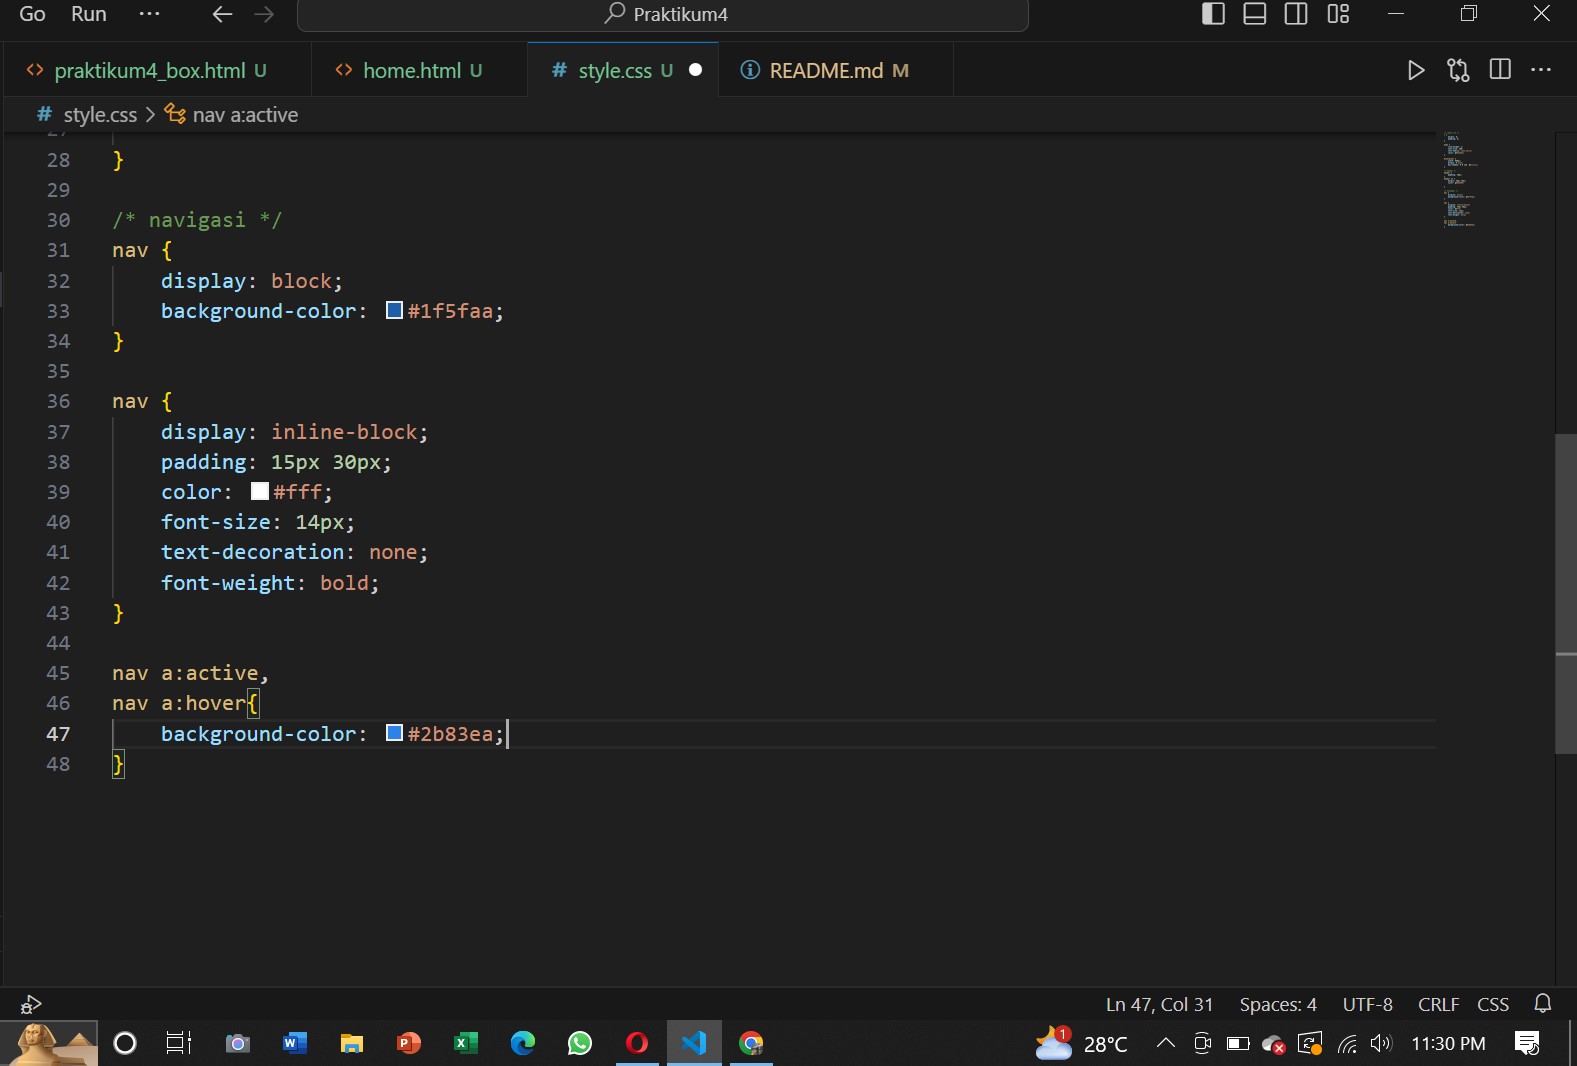 Go Run ··· Praktikum4
praktikum4_box.html U home.html U style.css U README.md M
style.css > nav a:active
28 }
29
30 /* navigasi */
31 nav {
32 display: block;
33 background-color: #1f5faa;
34 }
35
36 nav {
37 display: inline-block;
38 padding: 15px 30px;
39 color: #fff;
40 font-size: 14px;
41 text-decoration: none;
42 font-weight: bold;
43 }
44
45 nav a:active,
46 nav a:hover{
47 background-color: #2b83ea;
48 }
Ln 47, Col 31 Spaces: 4 UTF-8 CRLF CSS
1 28°C 11:30 PM